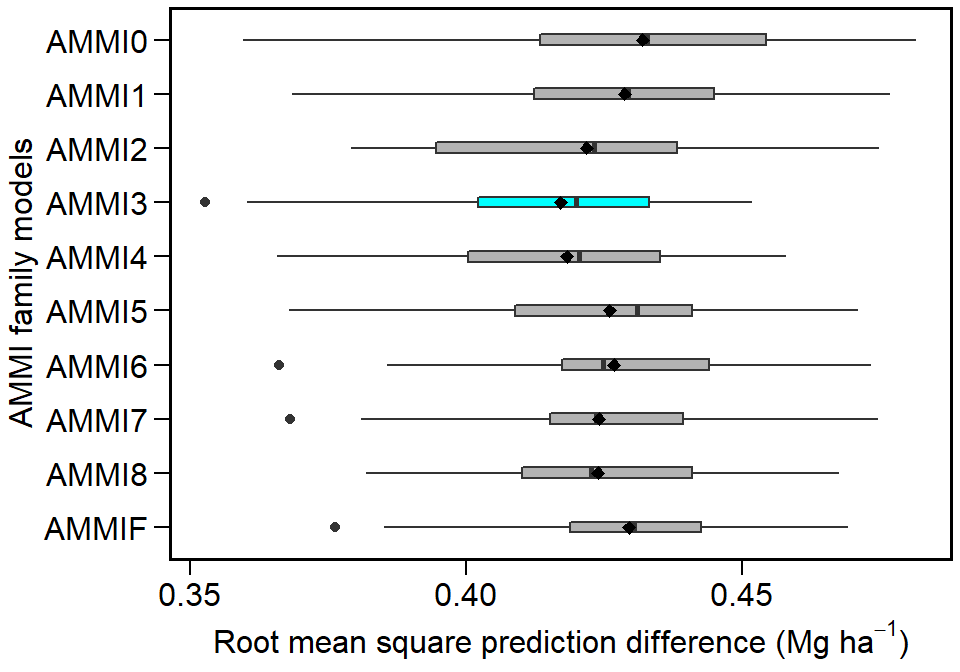 AMMI family models
AMMI0
AMMI1
AMMI2
AMMI3
AMMI4
AMMI5
AMMI6
AMMI7
AMMI8
AMMIF
0.35 0.40 0.45
Root mean square prediction difference (Mg ha⁻¹)